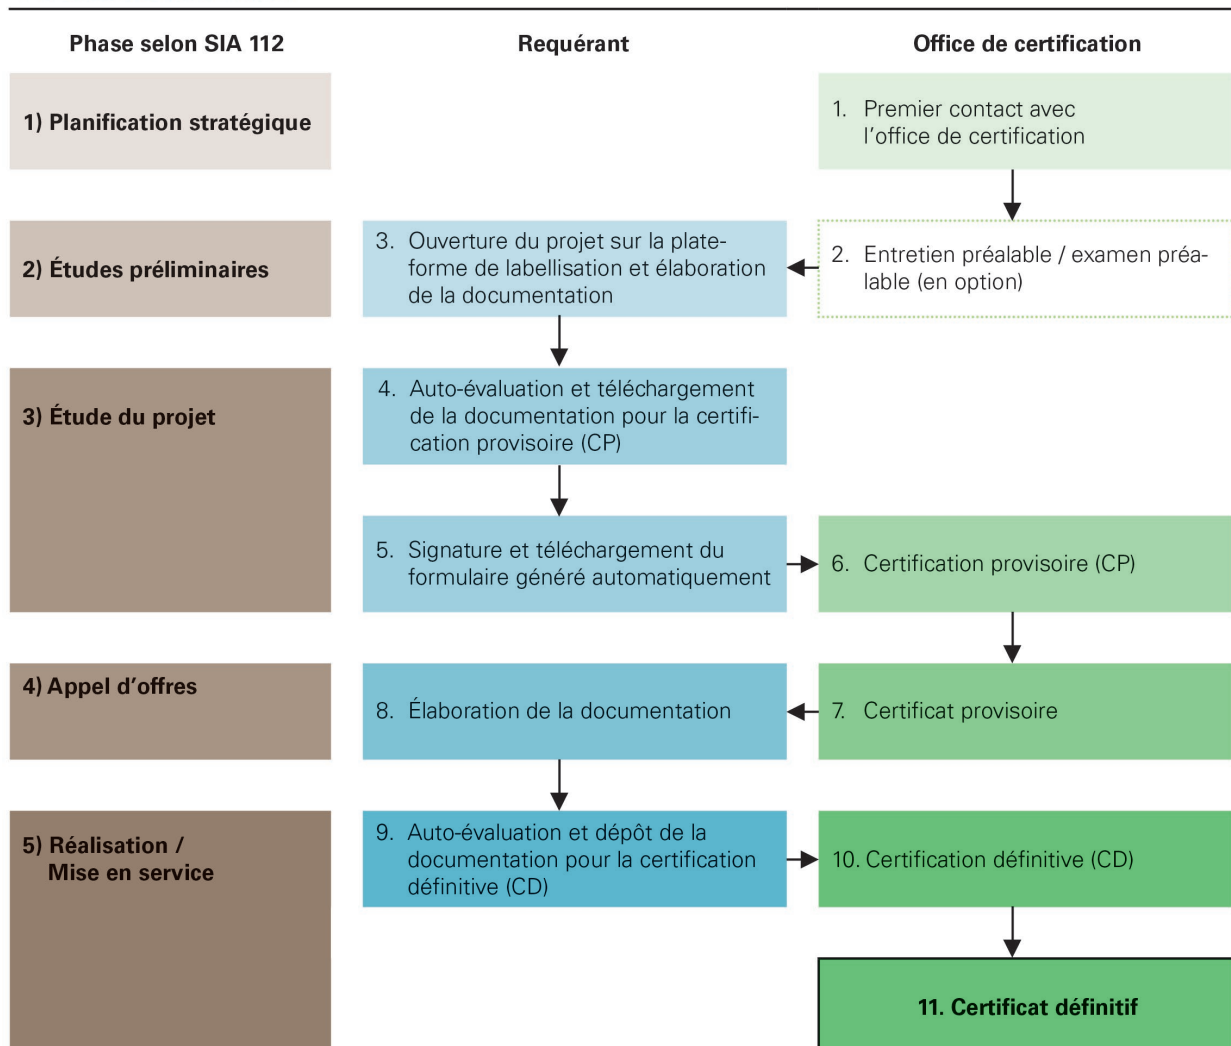 Phase selon SIA 112
Requérant
Office de certification
1) Planification stratégique
1. Premier contact avec
l’office de certification
2) Études préliminaires
3. Ouverture du projet sur la plate-
forme de labellisation et élaboration
de la documentation
2. Entretien préalable / examen préa-
lable (en option)
3) Étude du projet
4. Auto-évaluation et téléchargement
de la documentation pour la certifi-
cation provisoire (CP)
5. Signature et téléchargement du
formulaire généré automatiquement
6. Certification provisoire (CP)
4) Appel d’offres
8. Élaboration de la documentation
7. Certificat provisoire
5) Réalisation /
Mise en service
9. Auto-évaluation et dépôt de la
documentation pour la certification
définitive (CD)
10. Certification définitive (CD)
11. Certificat définitif